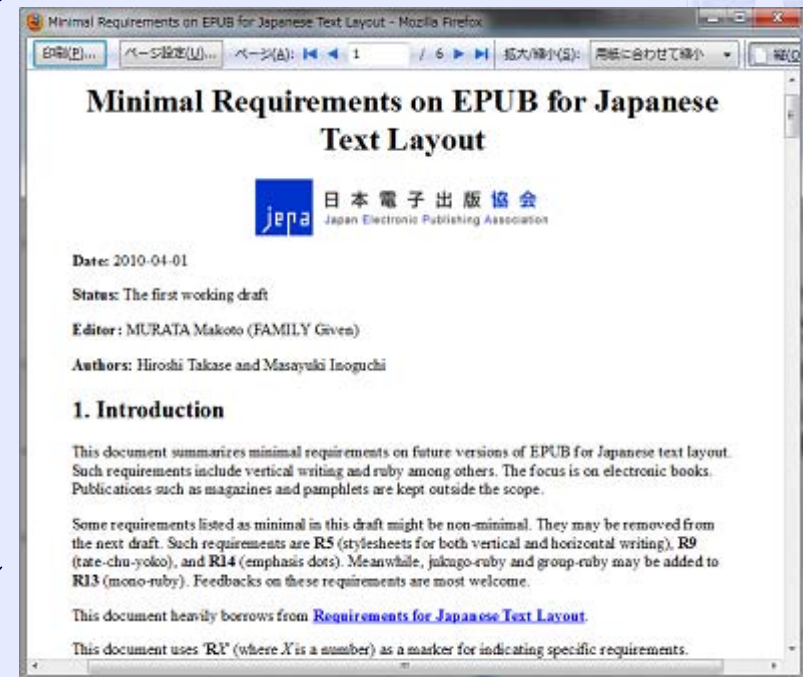 Minimal Requirements on EPUB for Japanese Text Layout - Mozilla Firefox
印刷(P)... ページ設定(U)... ページ(A): 1 / 6 拡大/縮小(S): 用紙に合わせて縮小 縦(O
Minimal Requirements on EPUB for Japanese
Text Layout
jepa
日本電子出版協会
Japan Electronic Publishing Association
Date: 2010-04-01
Status: The first working draft
Editor: MURATA Makoto (FAMILY Given)
Authors: Hiroshi Takase and Masayuki Inoguchi
1. Introduction
This document summarizes minimal requirements on future versions of EPUB for Japanese text layout.
Such requirements include vertical writing and ruby among others. The focus is on electronic books.
Publications such as magazines and pamphlets are kept outside the scope.
Some requirements listed as minimal in this draft might be non-minimal. They may be removed from
the next draft. Such requirements are R5 (stylesheets for both vertical and horizontal writing), R9
(tate-chu-yoko), and R14 (emphasis dots). Meanwhile, jukugo-ruby and group-ruby may be added to
R13 (mono-ruby). Feedbacks on these requirements are most welcome.
This document heavily borrows from Requirements for Japanese Text Layout.
This document uses 'RX' (where X is a number) as a marker for indicating specific requirements.